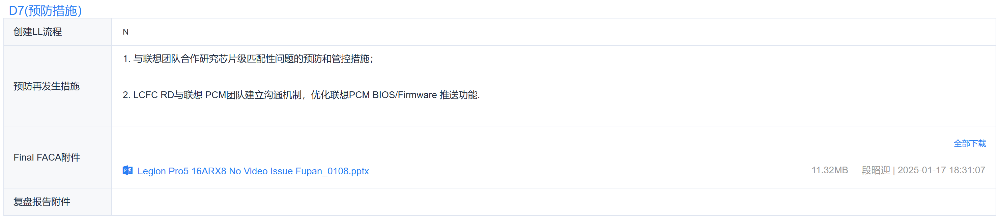 D7(预防措施）
创建LL流程
N
预防再发生措施
1. 与联想团队合作研究芯片级匹配性问题的预防和管控措施；
2. LCFC RD与联想 PCM团队建立沟通机制，优化联想PCM BIOS/Firmware 推送功能.
Final FACA附件
全部下载
Legion Pro5 16ARX8 No Video Issue Fupan_0108.pptx
11.32MB 段昭迎 | 2025-01-17 18:31:07
复盘报告附件